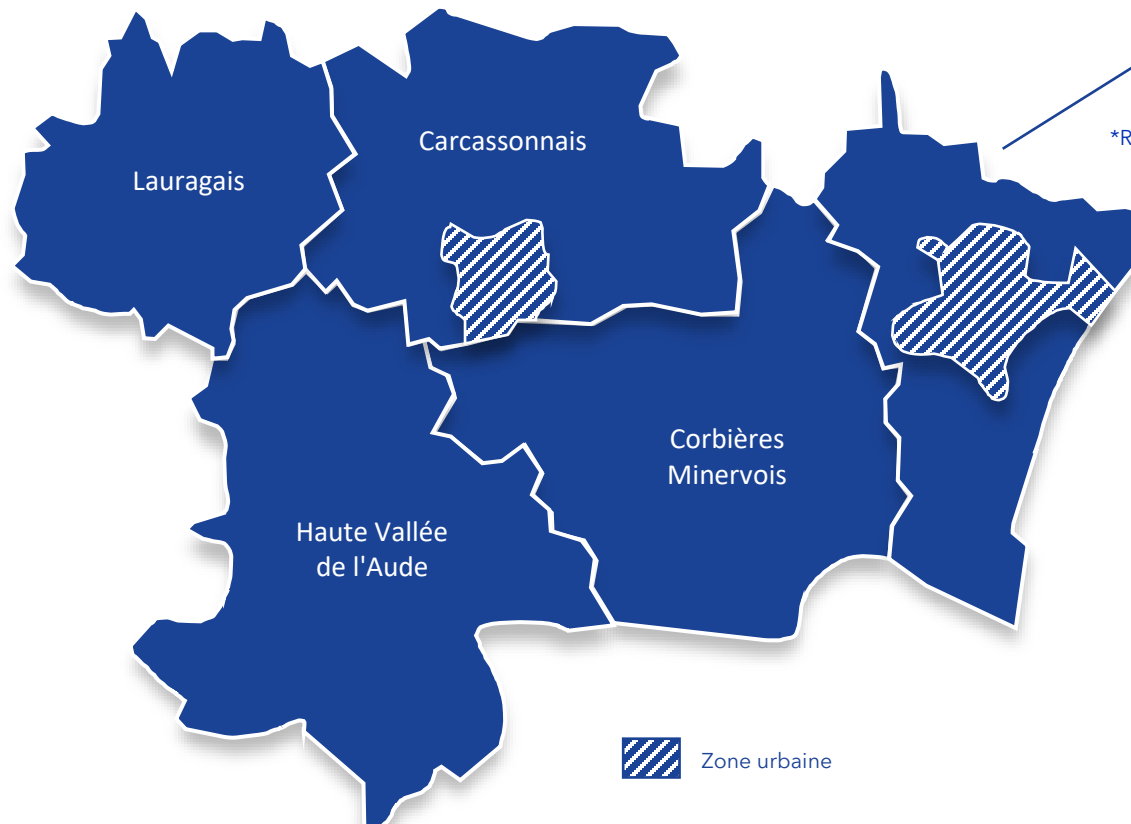 Carcassonnais
*R
Lauragais
Corbières
Minervois
Haute Vallée
de l'Aude
Zone urbaine